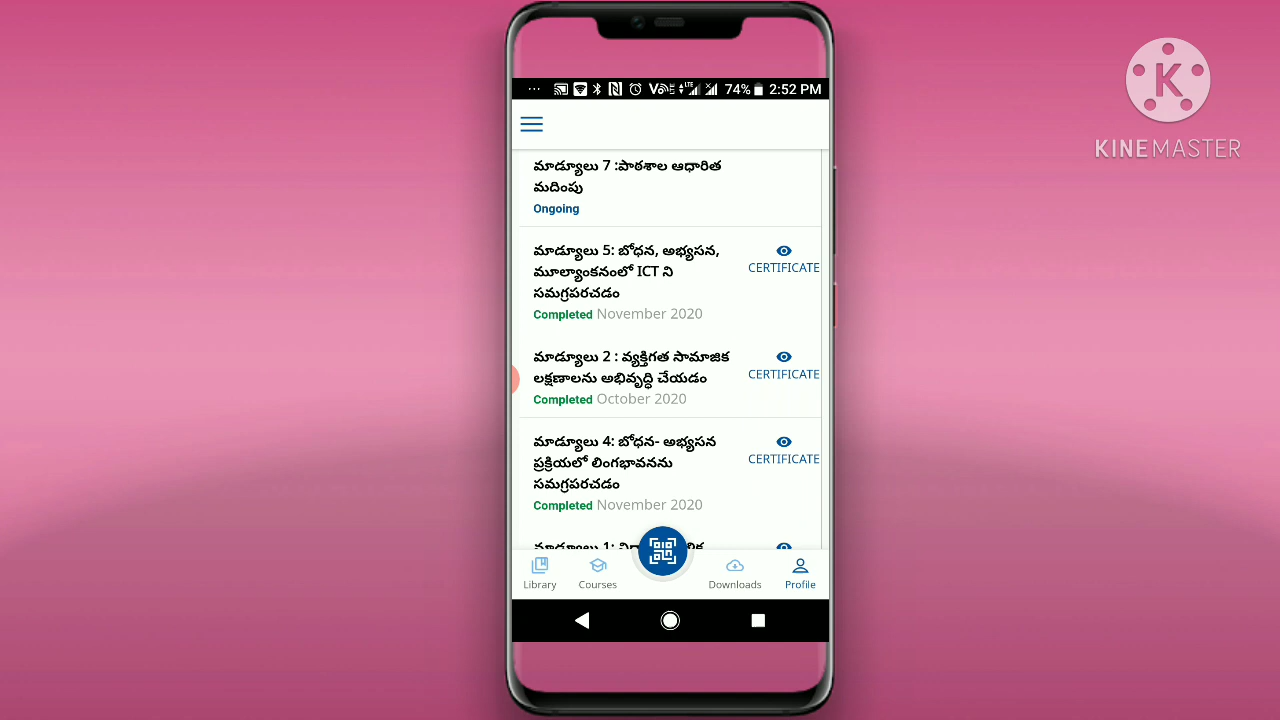 74% 2:52 PM
K
KINEMASTER
మాడ్యూలు 7 :పాఠశాల ఆధారిత
మదింపు
Ongoing
మాడ్యూలు 5: బోధన, అభ్యసన,
మూల్యాంకనంలో ICT ని
సమగ్రపరచడం
CERTIFICATE
Completed November 2020
మాడ్యూలు 2 : వ్యక్తిగత సామాజిక
లక్షణాలను అభివృద్ధి చేయడం
CERTIFICATE
Completed October 2020
మాడ్యూలు 4: బోధన- అభ్యసన
ప్రక్రియలో లింగభావనను
సమగ్రపరచడం
CERTIFICATE
Completed November 2020
మాడ్యూలు 1:
Library Courses Downloads Profile